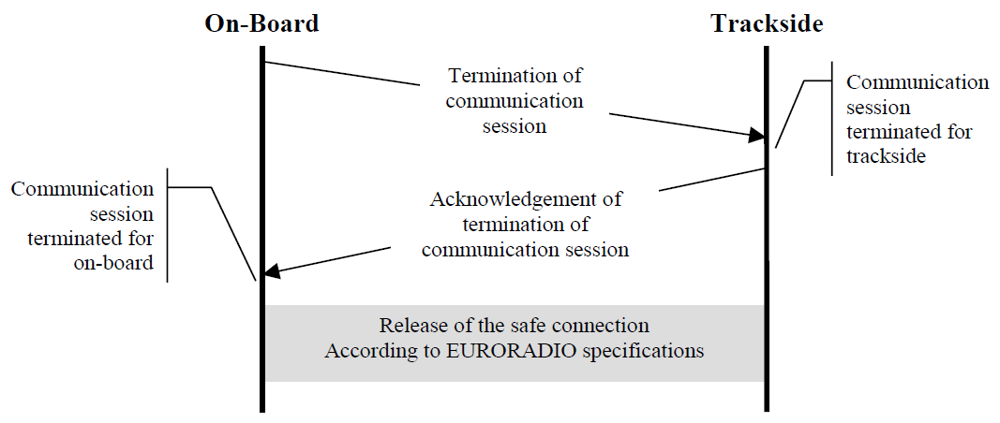 On-Board
Trackside
Termination of
communication
session
Communication
session
terminated for
trackside
Communication
session
terminated for
on-board
Acknowledgement of
termination of
communication session
Release of the safe connection
According to EURORADIO specifications